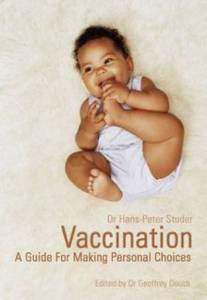 Dr Hans-Peter Studer
Vaccination
A Guide For Making Personal Choices
Edited by Dr Geoffrey Douch